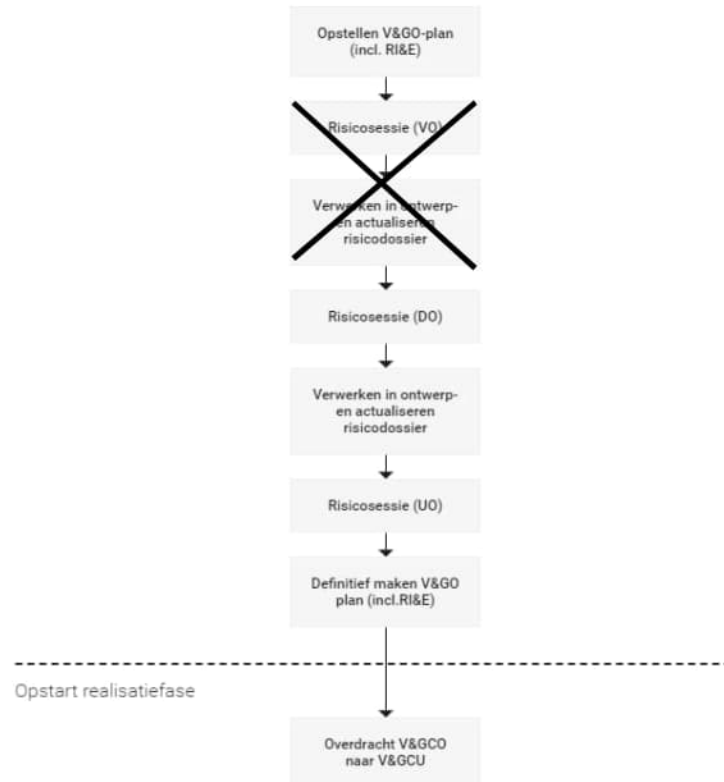 Opstellen V&GO-plan
(incl. RI&E)
Risicosessie (VO)
Verwerken in ontwerp-
en actualiseren
risicodossier
Risicosessie (DO)
Verwerken in ontwerp-
en actualiseren
risicodossier
Risicosessie (UO)
Definitief maken V&GO
plan (incl.RI&E)
Opstart realisatiefase
Overdracht V&GCO
naar V&GCU